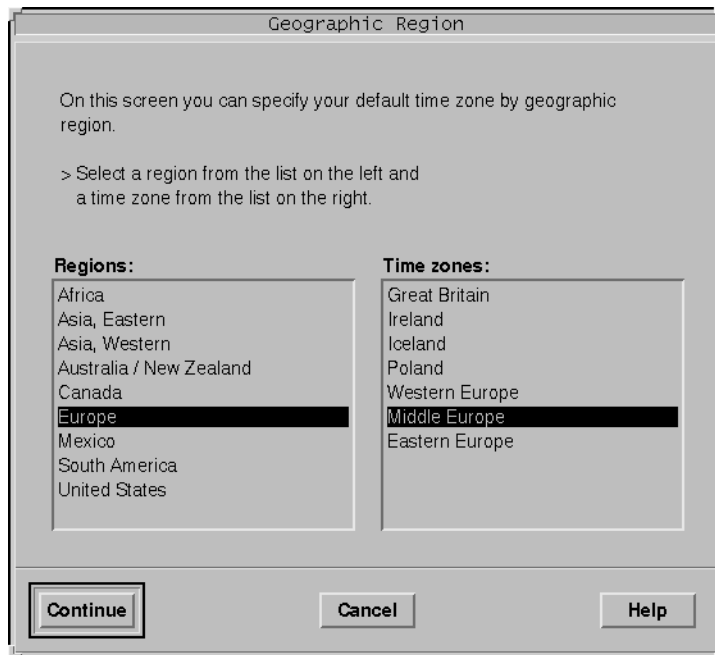 Geographic Region
On this screen you can specify your default time zone by geographic
region.
> Select a region from the list on the left and
a time zone from the list on the right.
Regions:
Africa
Asia, Eastern
Asia, Western
Australia / New Zealand
Canada
Europe
Mexico
South America
United States
Time zones:
Great Britain
Ireland
Iceland
Poland
Western Europe
Middle Europe
Eastern Europe
Continue
Cancel
Help